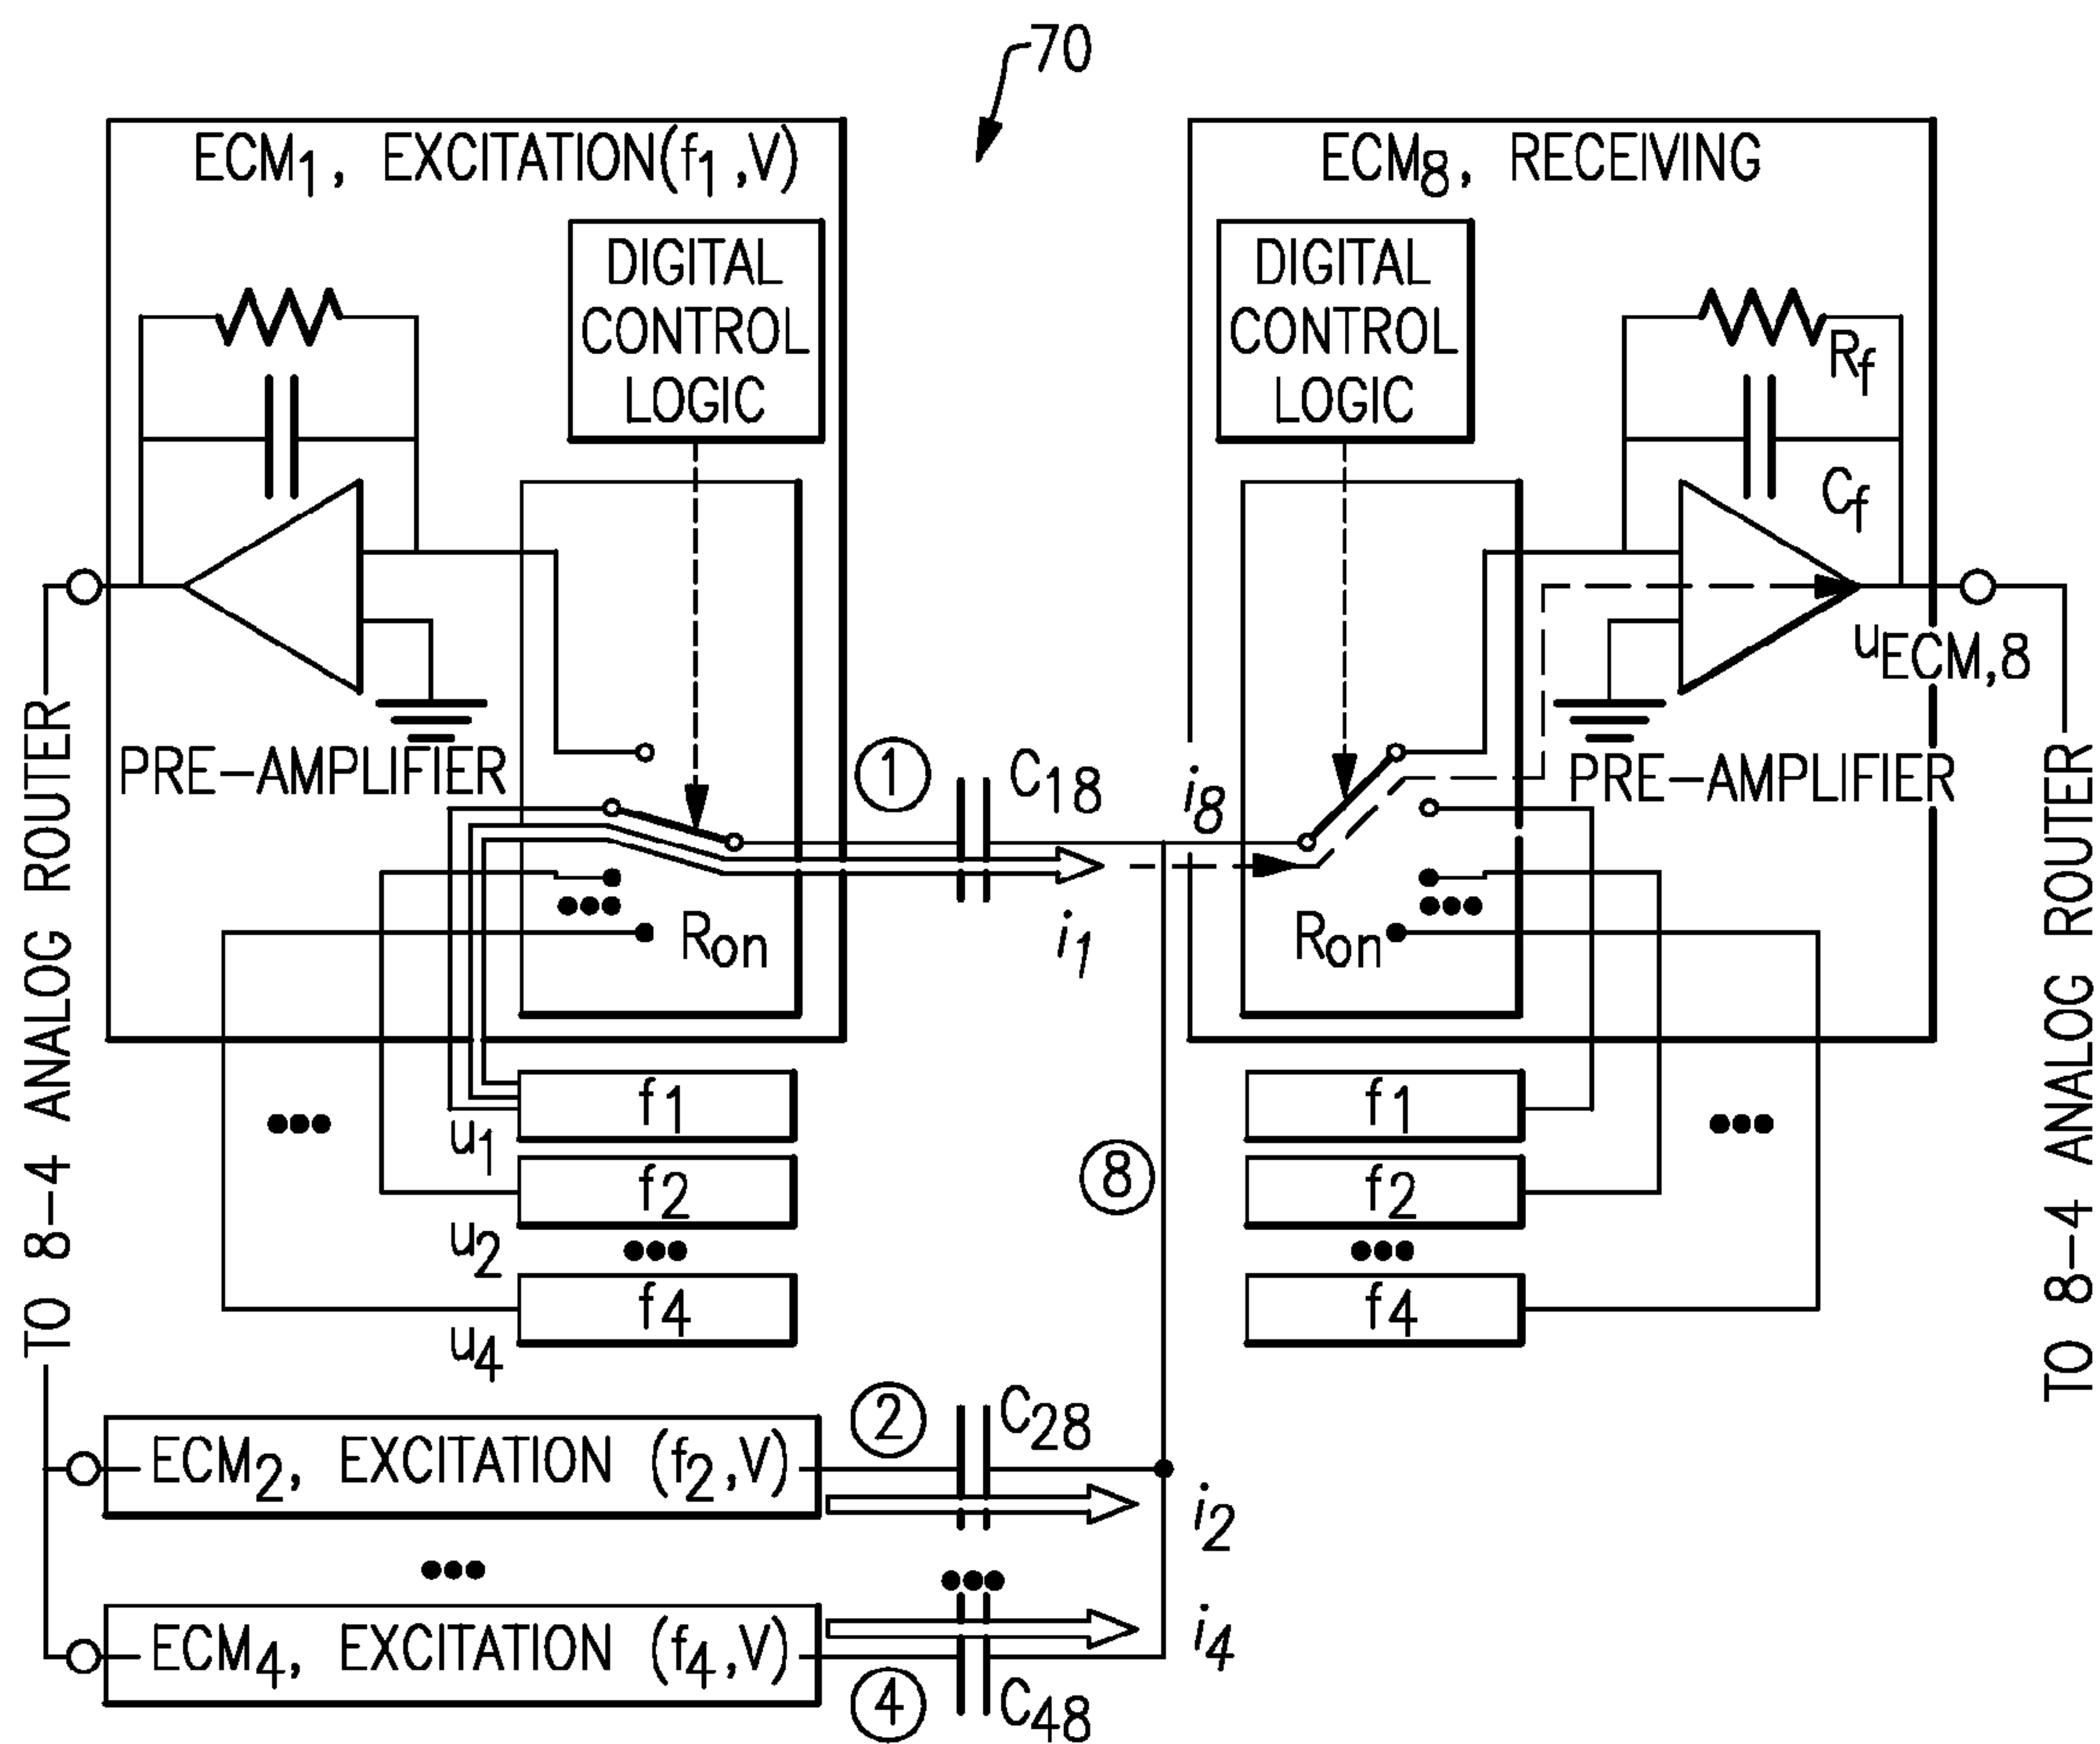 70
ECM1, EXCITATION(f1,V)
DIGITAL
CONTROL
LOGIC
PRE-AMPLIFIER
Ron
TO 8-4 ANALOG ROUTER
1
C18
i1
i8
ECM8, RECEIVING
DIGITAL
CONTROL
LOGIC
Rf
Cf
uECM,8
PRE-AMPLIFIER
Ron
TO 8-4 ANALOG ROUTER
f1
u1
f2
u2
f4
u4
8
f1
f2
f4
ECM2, EXCITATION (f2,V)
2
C28
i2
ECM4, EXCITATION (f4,V)
4
C48
i4